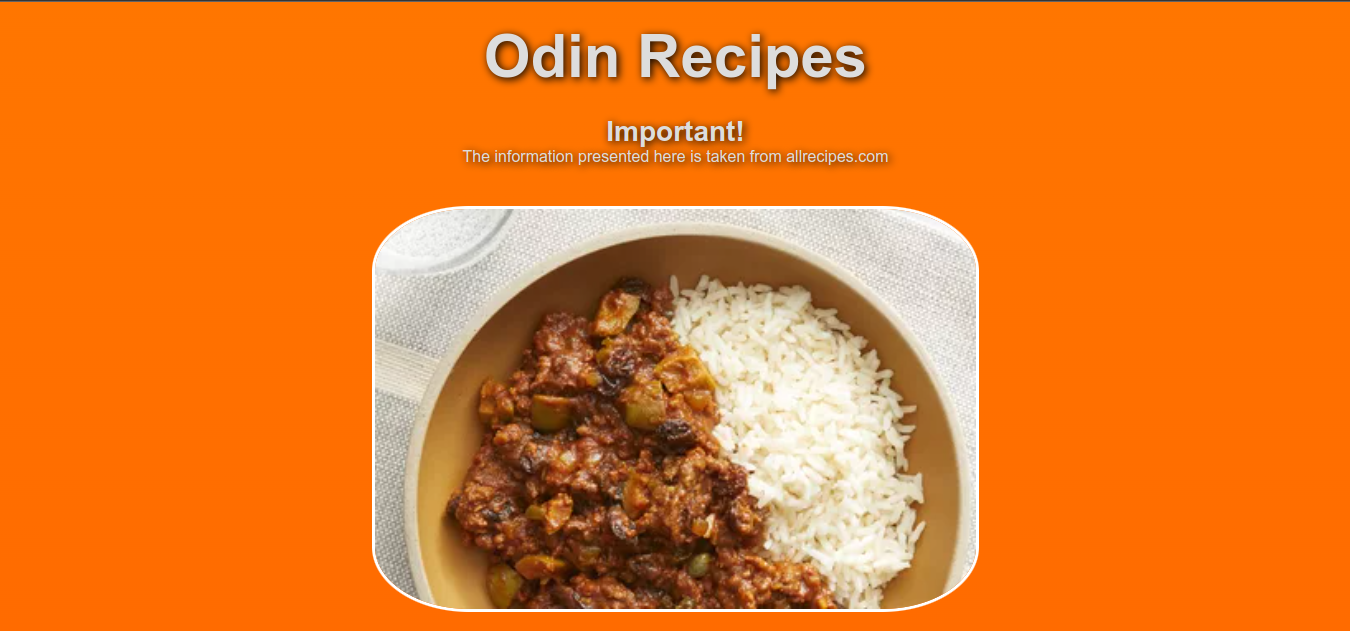 Odin Recipes
Important!
The information presented here is taken from allrecipes.com